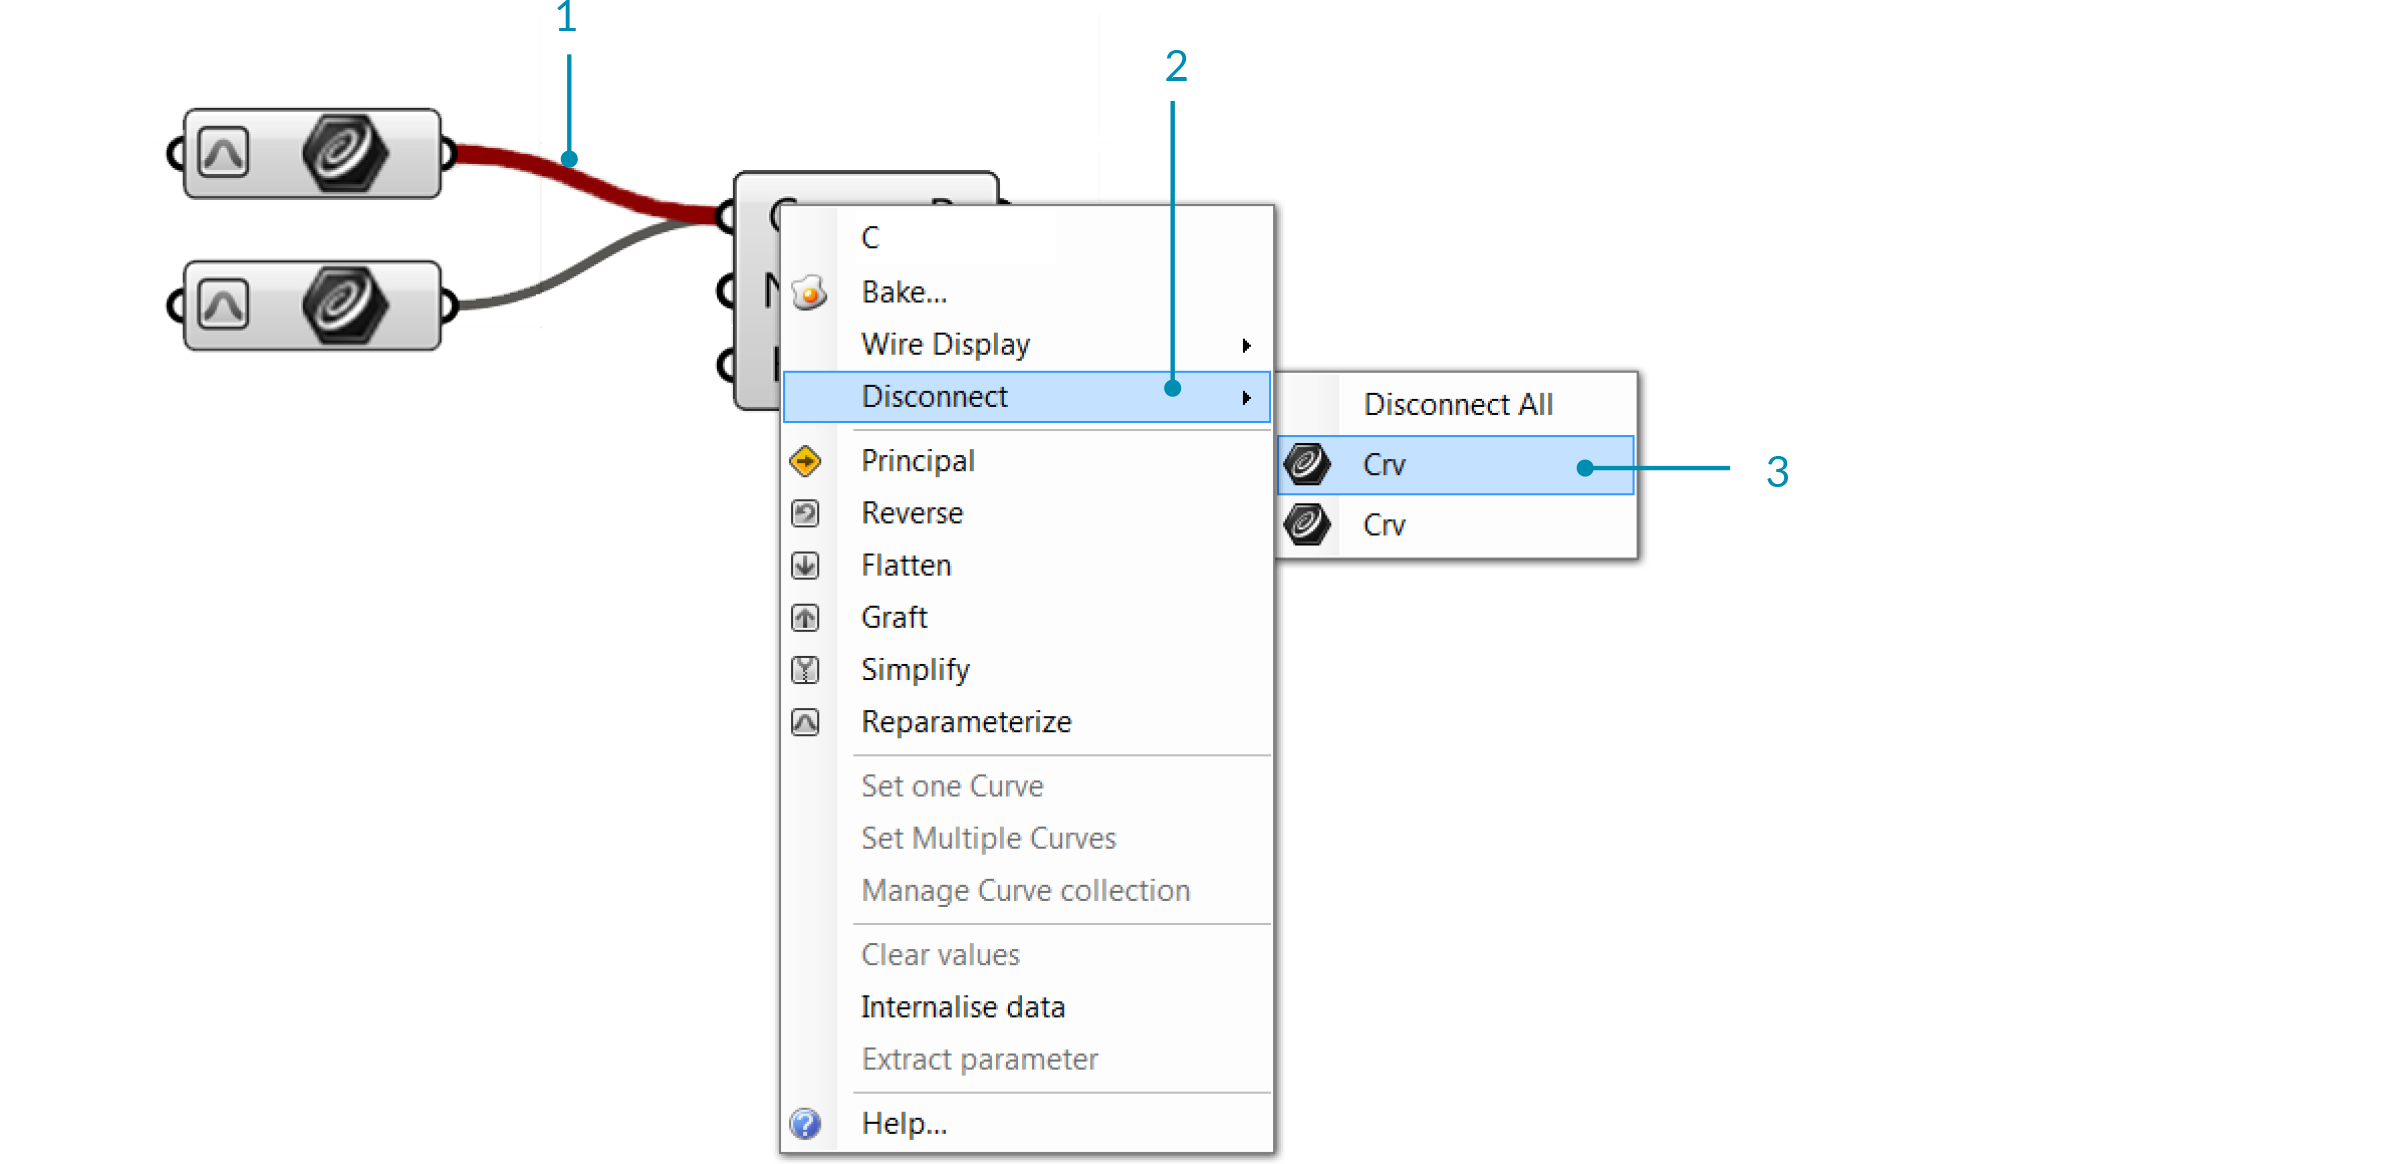 1
2
C
Bake...
Wire Display
Disconnect
Disconnect All
Crv
3
Crv
Principal
Reverse
Flatten
Graft
Simplify
Reparameterize
Set one Curve
Set Multiple Curves
Manage Curve collection
Clear values
Internalise data
Extract parameter
Help...